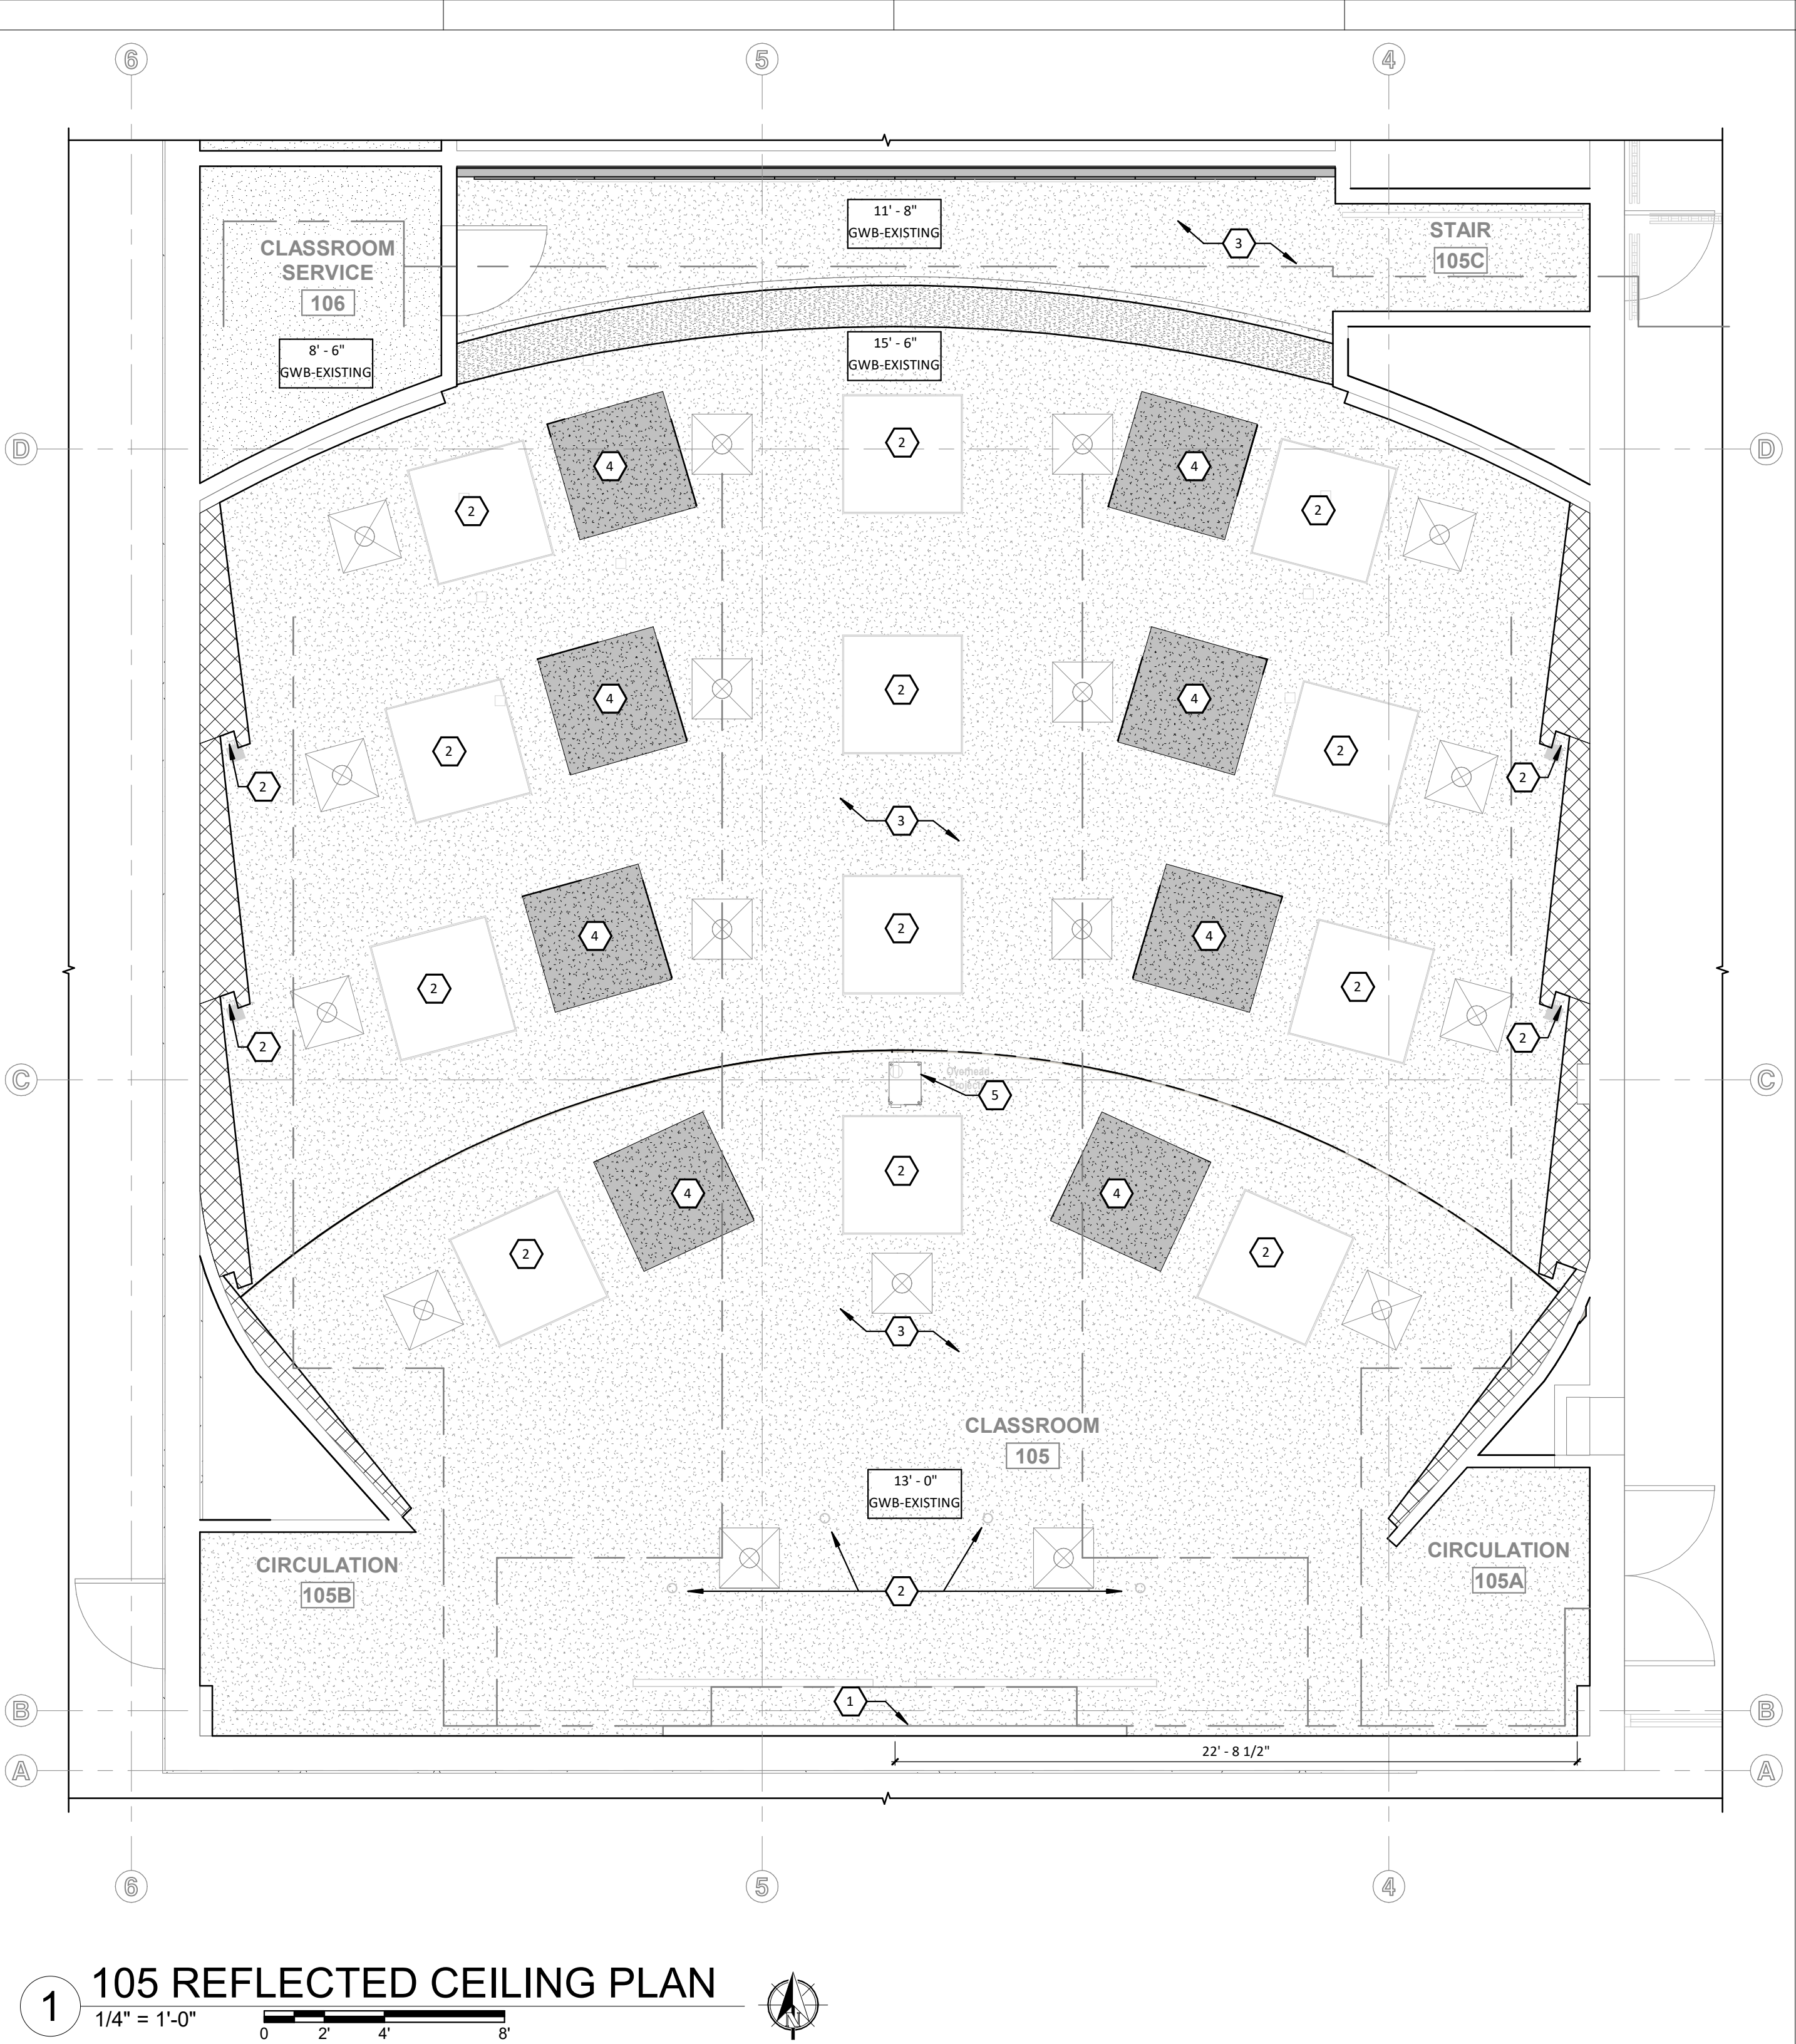 6
5
4
11' - 8"
GWB-EXISTING
3
STAIR
105C
CLASSROOM
SERVICE
106
8' - 6"
GWB-EXISTING
15' - 6"
GWB-EXISTING
D
2
D
4
4
2
2
4
2
4
2
2
2
2
3
4
2
4
2
2
2
2
C
Overhead
5
C
4
2
4
2
2
3
CLASSROOM
105
13' - 0"
GWB-EXISTING
CIRCULATION
105B
2
CIRCULATION
105A
B
1
B
22' - 8 1/2"
A
A
6
5
4
1
105 REFLECTED CEILING PLAN
1/4" = 1'-0"
0
2'
4'
8'
N